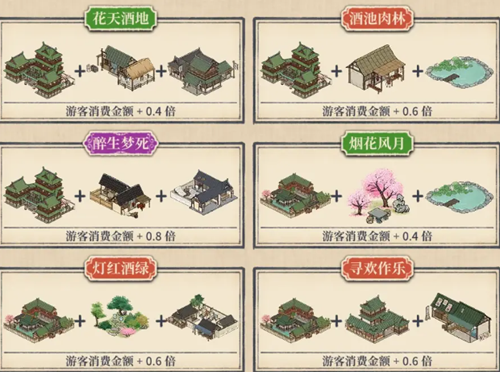 花天酒地 酒池肉林
游客消费金额 + 0.4 倍 游客消费金额 + 0.6 倍
醉生梦死 烟花风月
游客消费金额 + 0.8 倍 游客消费金额 + 0.4 倍
灯红酒绿 寻欢作乐
游客消费金额 + 0.6 倍 游客消费金额 + 0.6 倍